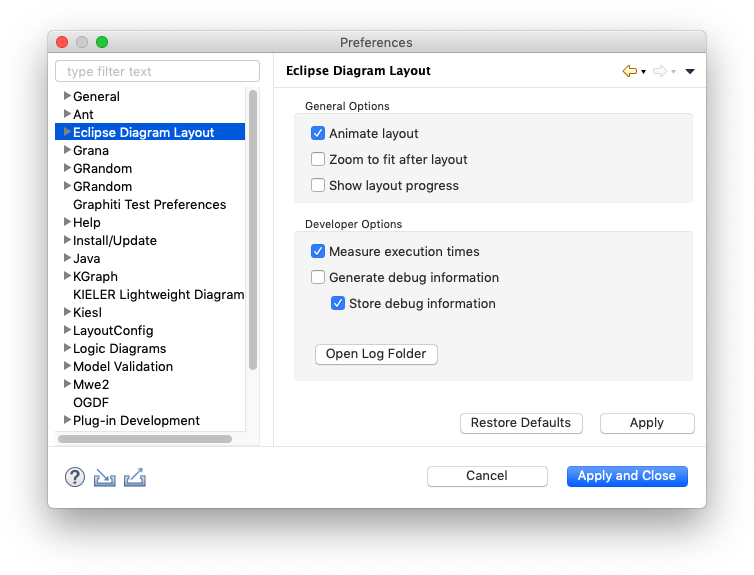 Preferences
type filter text
General
Ant
Eclipse Diagram Layout
Grana
GRandom
GRandom
Graphiti Test Preferences
Help
Install/Update
Java
KGraph
KIELER Lightweight Diagram
Kiesl
LayoutConfig
Logic Diagrams
Model Validation
Mwe2
OGDF
Plug-in Development
Eclipse Diagram Layout
General Options
Animate layout
Zoom to fit after layout
Show layout progress
Developer Options
Measure execution times
Generate debug information
Store debug information
Open Log Folder
Restore Defaults
Apply
?
Cancel
Apply and Close